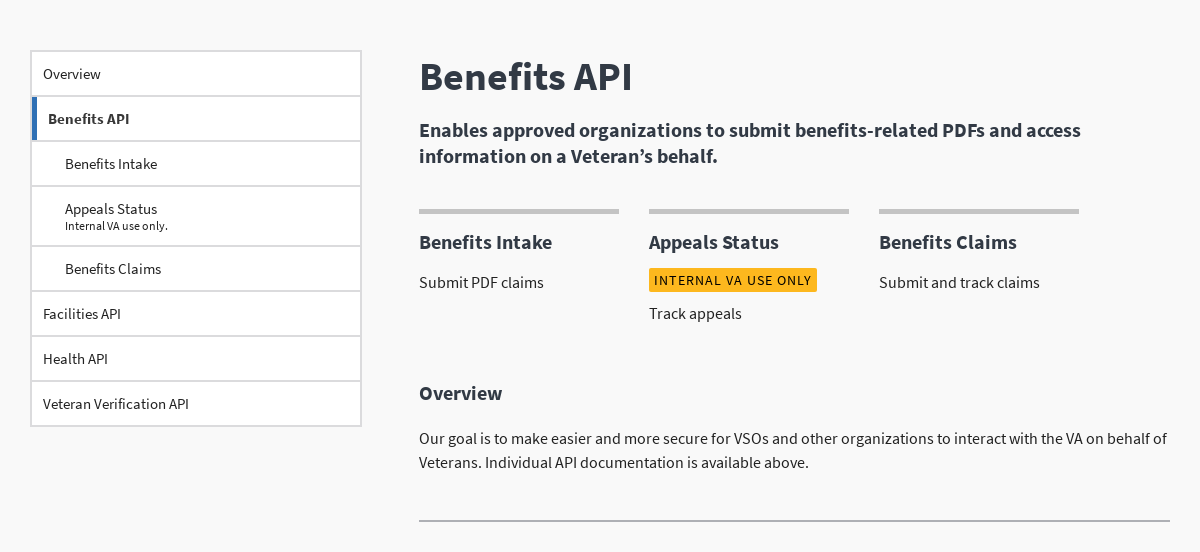 Overview
Benefits API
Benefits Intake
Appeals Status
Internal VA use only.
Benefits Claims
Facilities API
Health API
Veteran Verification API
Benefits API
Enables approved organizations to submit benefits-related PDFs and access
information on a Veteran’s behalf.
Benefits Intake
Submit PDF claims
Appeals Status
INTERNAL VA USE ONLY
Track appeals
Benefits Claims
Submit and track claims
Overview
Our goal is to make easier and more secure for VSOs and other organizations to interact with the VA on behalf of
Veterans. Individual API documentation is available above.